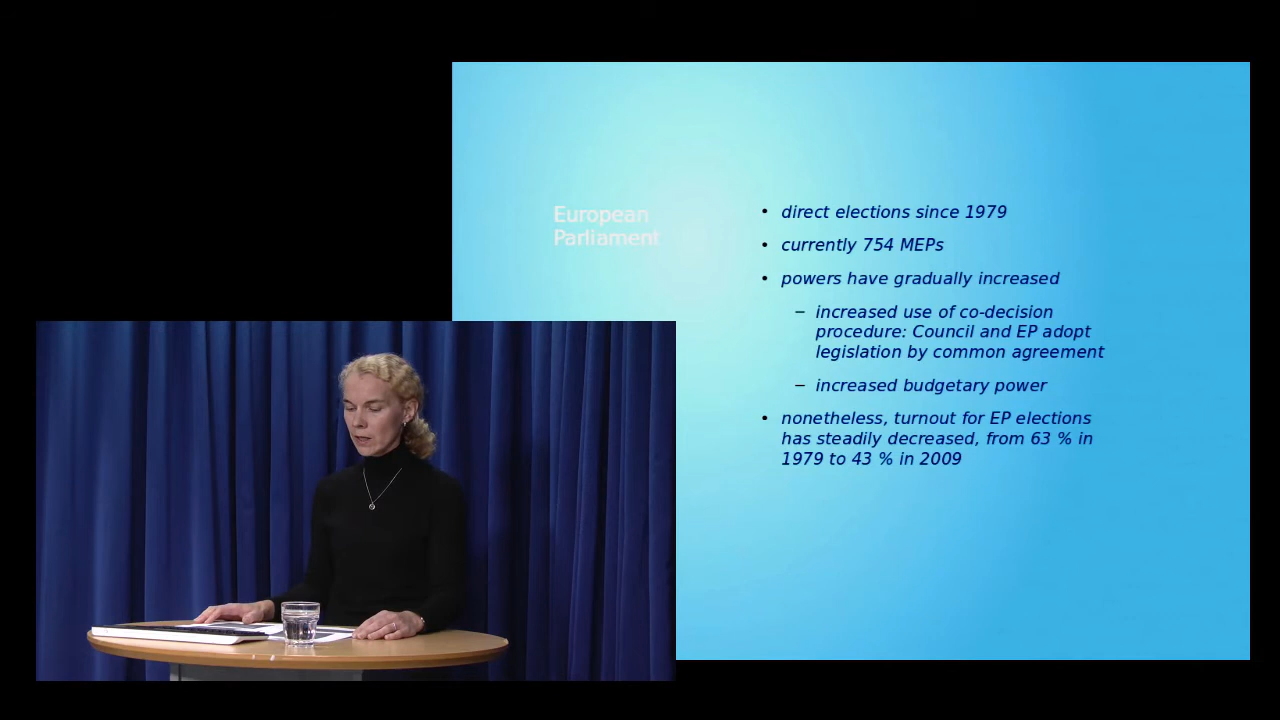 European
Parliament
• direct elections since 1979
• currently 754 MEPs
• powers have gradually increased
– increased use of co-decision
procedure: Council and EP adopt
legislation by common agreement
– increased budgetary power
• nonetheless, turnout for EP elections
has steadily decreased, from 63 % in
1979 to 43 % in 2009